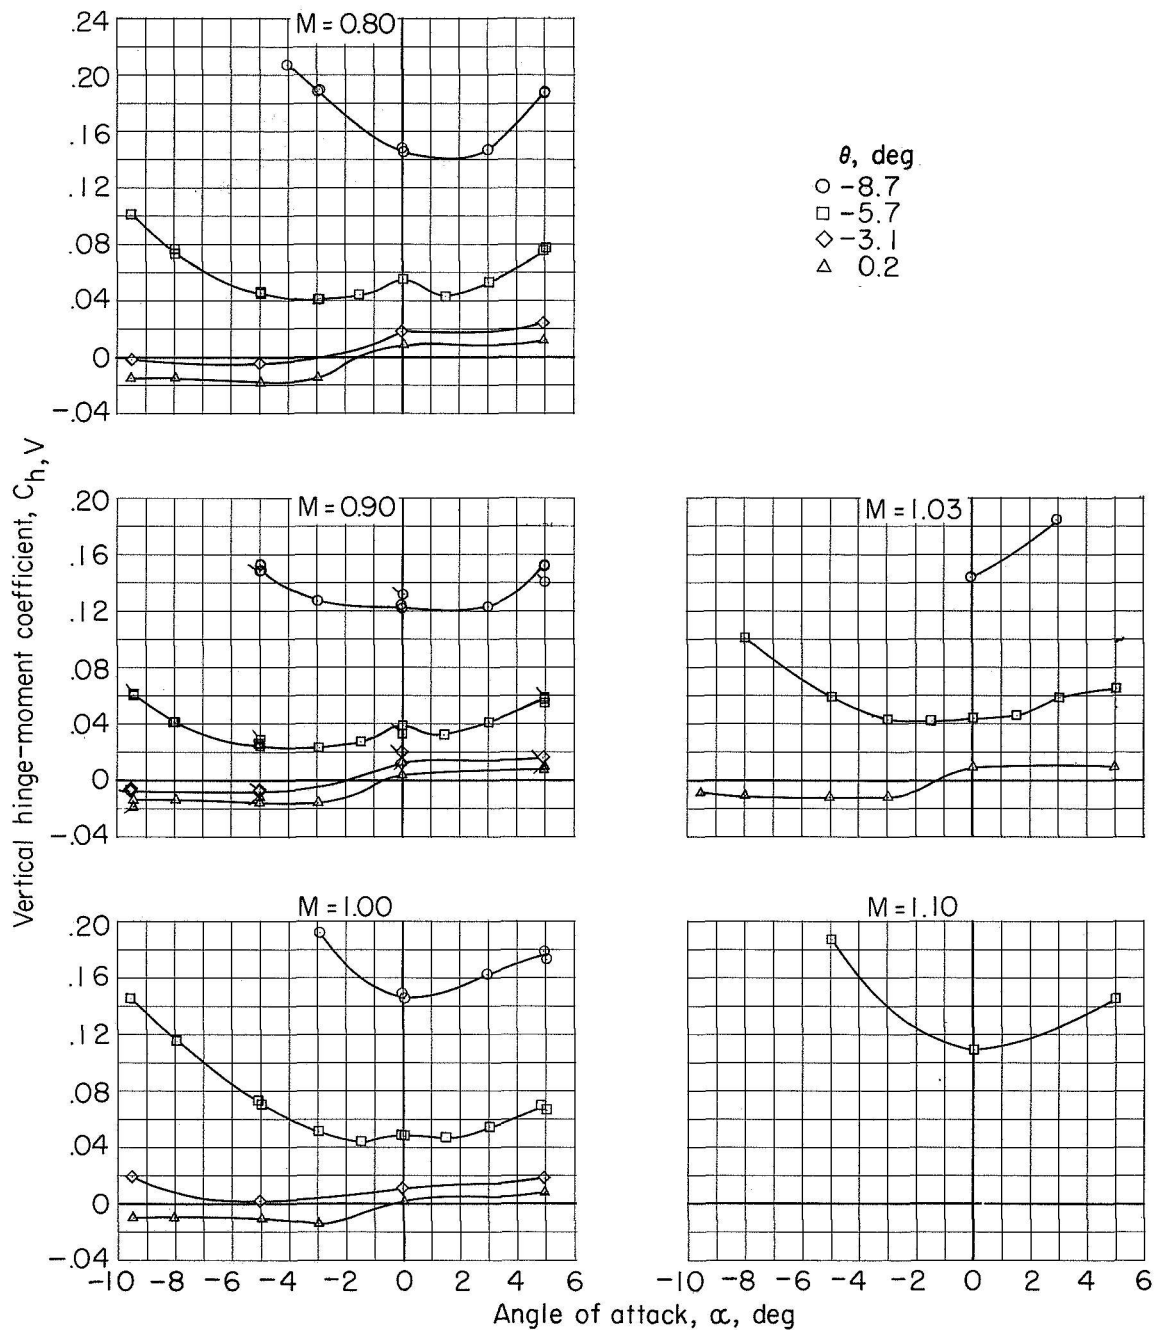 M = 0.80
.24
.20
.16
.12
.08
.04
0
-.04
θ, deg
-8.7
-5.7
-3.1
0.2
Vertical hinge-moment coefficient, Ch,V
M = 0.90
.20
.16
.12
.08
.04
0
-.04
M = 1.03
M = 1.00
.20
.16
.12
.08
.04
0
-.04
-10 -8 -6 -4 -2 0 2 4 6
M = 1.10
-10 -8 -6 -4 -2 0 2 4 6
Angle of attack, α, deg